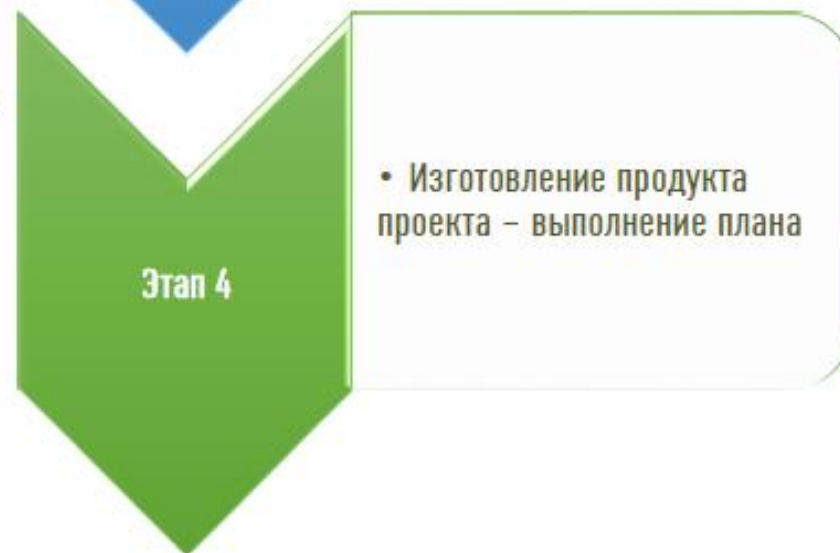 Этап 4
• Изготовление продукта
проекта – выполнение плана